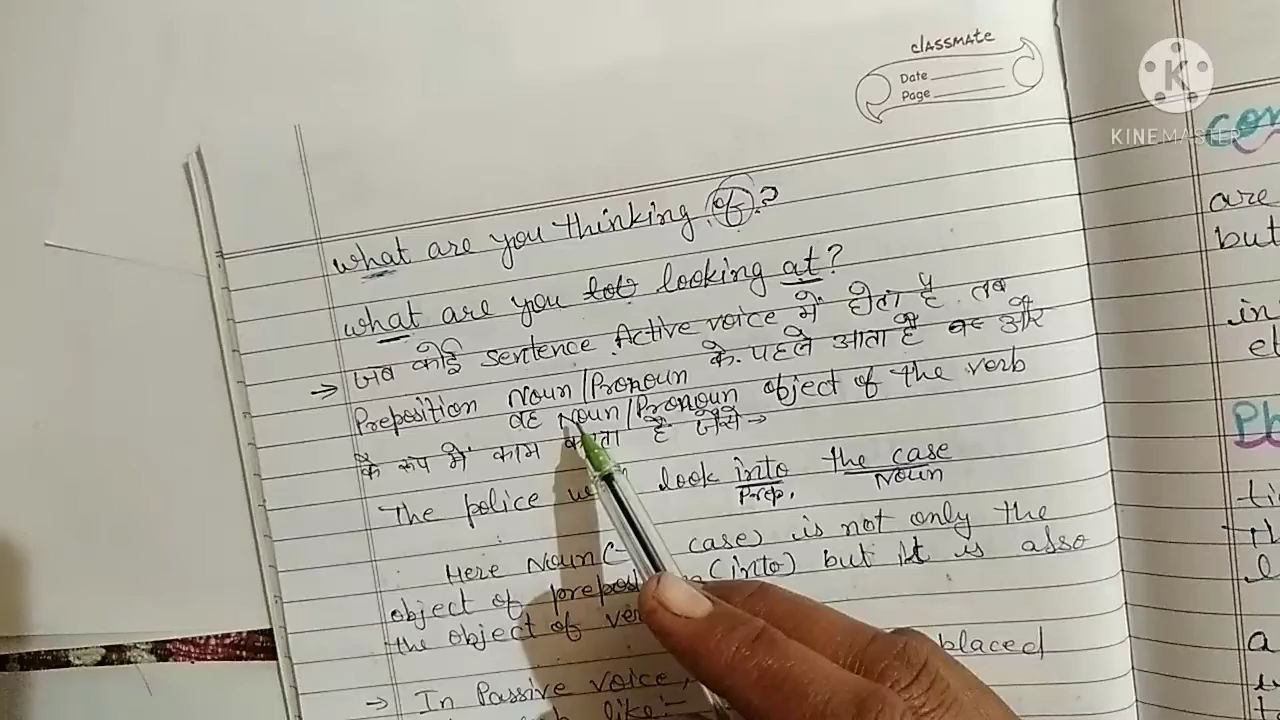 classmate
Date
Page
KINEMASTER
what are you thinking of ?
what are you looking at ?
→ जब कोई sentence Active voice में होता है तब
Preposition Noun/Pronoun के पहले आता है और
वह Noun/Pronoun object of the verb
के रूप में काम करता है जैसे →
The police look into the case
Prep. Noun
Here Noun ( case) is not only the
object of (into) but it is also
the object of
placed
→ In Passive voice,
like:-
are
but
in
a